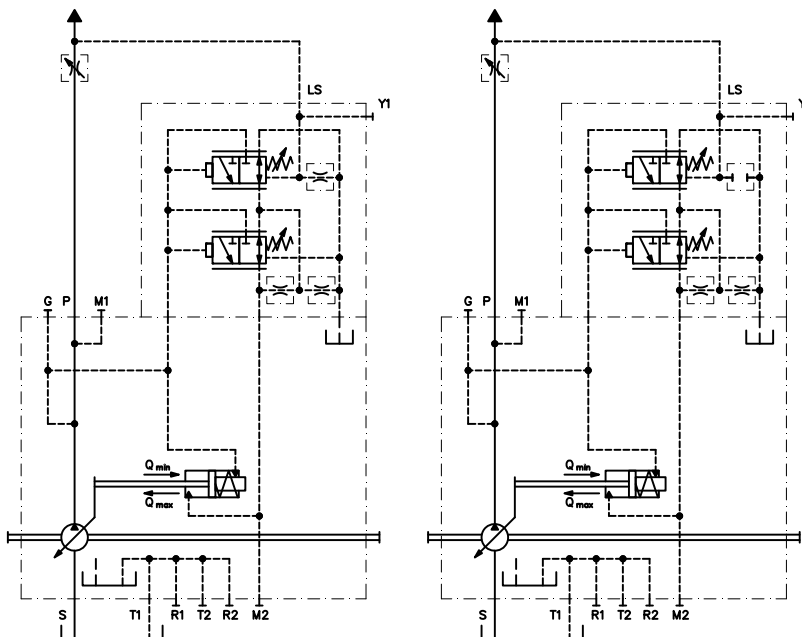 LS
Y1
G P M1
Q min
Q max
S T1 R1 T2 R2 M2
LS
Y
G P M1
Q min
Q max
S T1 R1 T2 R2 M2